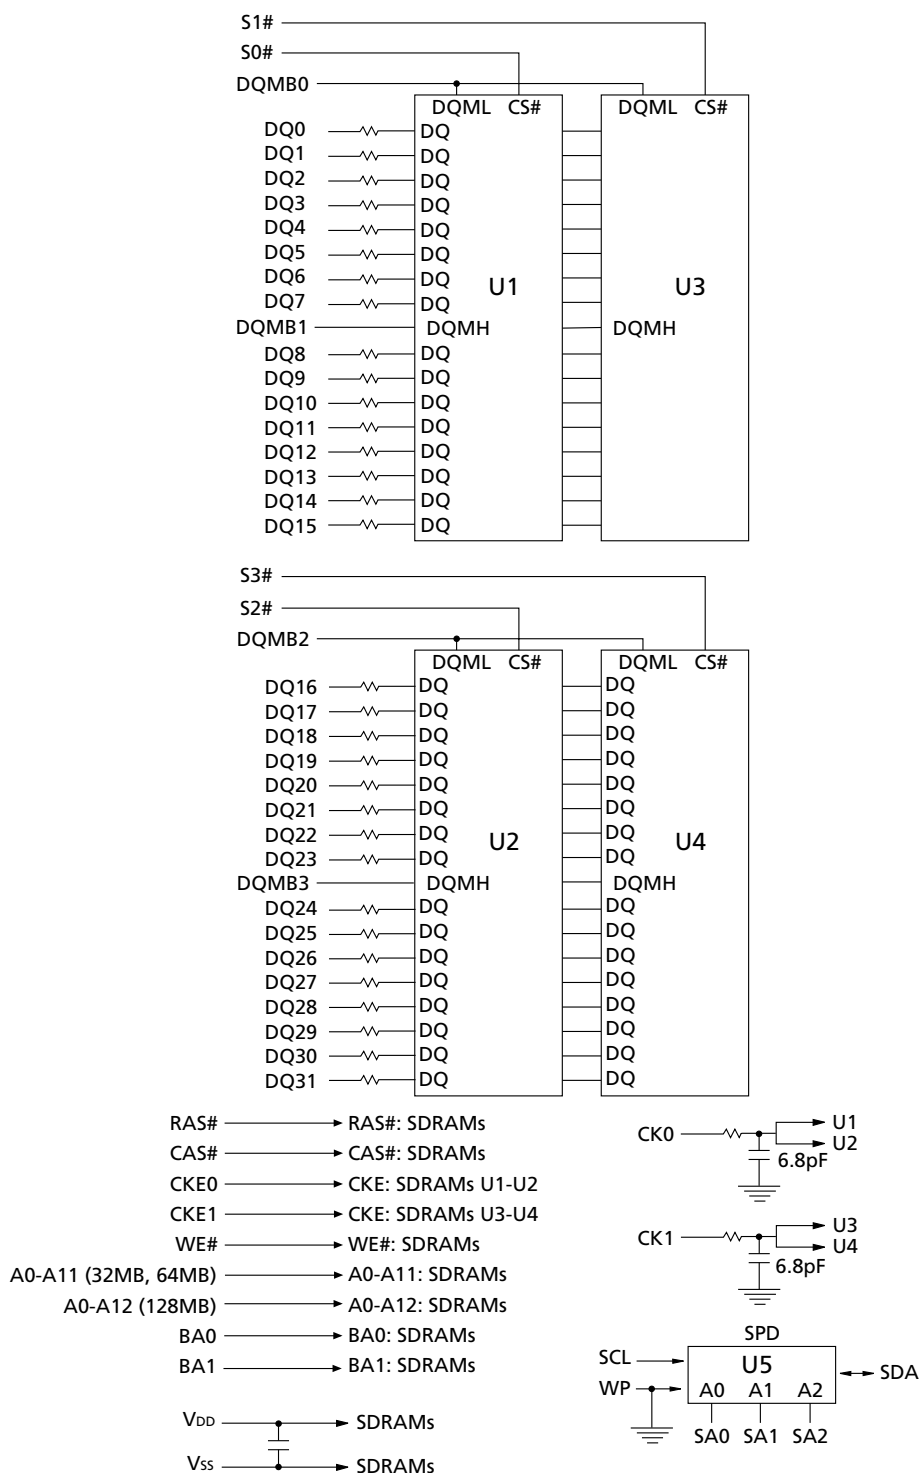 S1#
S0#
DQMB0
DQML CS# DQML CS#
DQ0 DQ
DQ1 DQ
DQ2 DQ
DQ3 DQ
DQ4 DQ
DQ5 DQ
DQ6 DQ
U1 U3
DQ7 DQ
DQMB1 DQMH DQMH
DQ8 DQ
DQ9 DQ
DQ10 DQ
DQ11 DQ
DQ12 DQ
DQ13 DQ
DQ14 DQ
DQ15 DQ
S3#
S2#
DQMB2
DQML CS# DQML CS#
DQ16 DQ DQ
DQ17 DQ DQ
DQ18 DQ DQ
DQ19 DQ DQ
DQ20 DQ DQ
DQ21 DQ DQ
DQ22 DQ DQ
U2 U4
DQ23 DQ DQ
DQMB3 DQMH DQMH
DQ24 DQ DQ
DQ25 DQ DQ
DQ26 DQ DQ
DQ27 DQ DQ
DQ28 DQ DQ
DQ29 DQ DQ
DQ30 DQ DQ
DQ31 DQ DQ
RAS# RAS#: SDRAMs
CAS# CAS#: SDRAMs
CKE0 CKE: SDRAMs U1-U2
CKE1 CKE: SDRAMs U3-U4
WE# WE#: SDRAMs
A0-A11 (32MB, 64MB) A0-A11: SDRAMs
A0-A12 (128MB) A0-A12: SDRAMs
BA0 BA0: SDRAMs
BA1 BA1: SDRAMs
VDD SDRAMs
Vss SDRAMs
U1
CK0
U2
6.8pF
U3
CK1
U4
6.8pF
SPD
SCL U5 SDA
WP A0 A1 A2
SA0 SA1 SA2